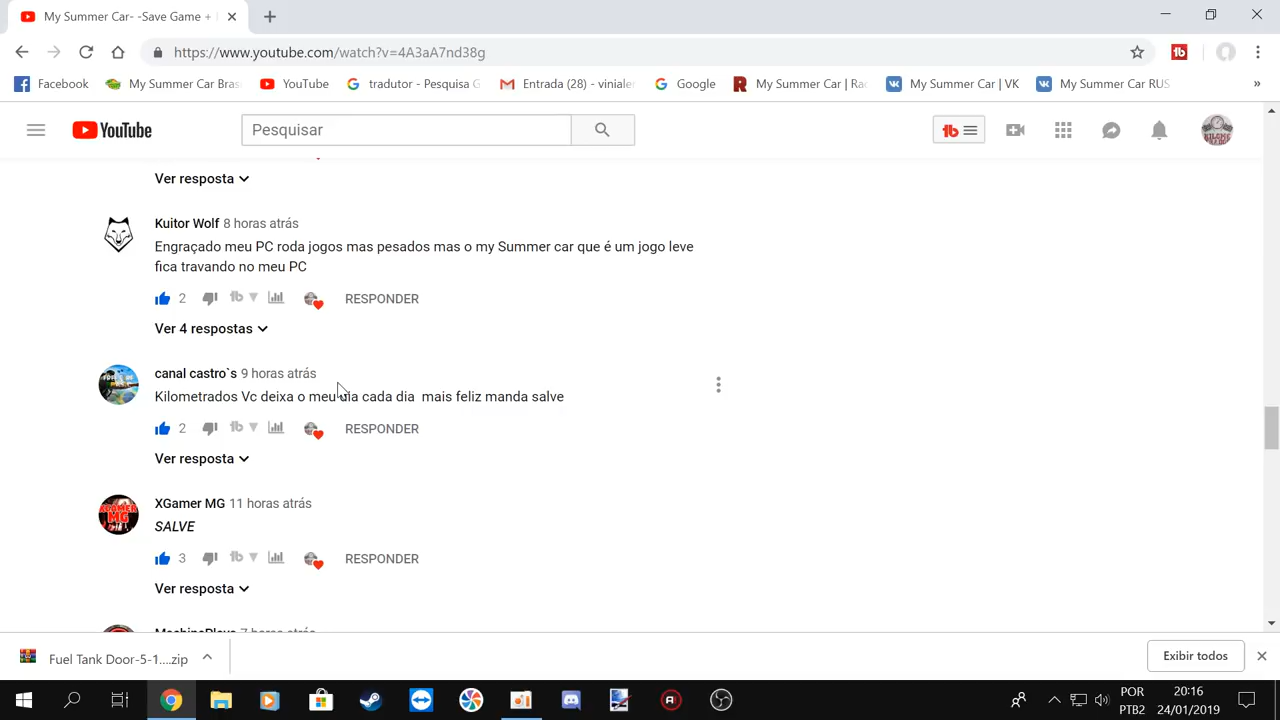 My Summer Car- -Save Game +
https://www.youtube.com/watch?v=4A3aA7nd38g
Facebook My Summer Car Bras YouTube tradutor - Pesquisa G Entrada (28) - vinialer Google My Summer Car | Rac My Summer Car | VK My Summer Car RUS »
YouTube Pesquisar
Ver resposta
Kuitor Wolf 8 horas atrás
Engraçado meu PC roda jogos mas pesados mas o my Summer car que é um jogo leve
fica travando no meu PC
2 RESPONDER
Ver 4 respostas
canal castro`s 9 horas atrás
Kilometrados Vc deixa o meu dia cada dia mais feliz manda salve
2 RESPONDER
Ver resposta
XGamer MG 11 horas atrás
SALVE
3 RESPONDER
Ver resposta
Fuel Tank Door-5-1....zip Exibir todos
POR 20:16
PTB2 24/01/2019